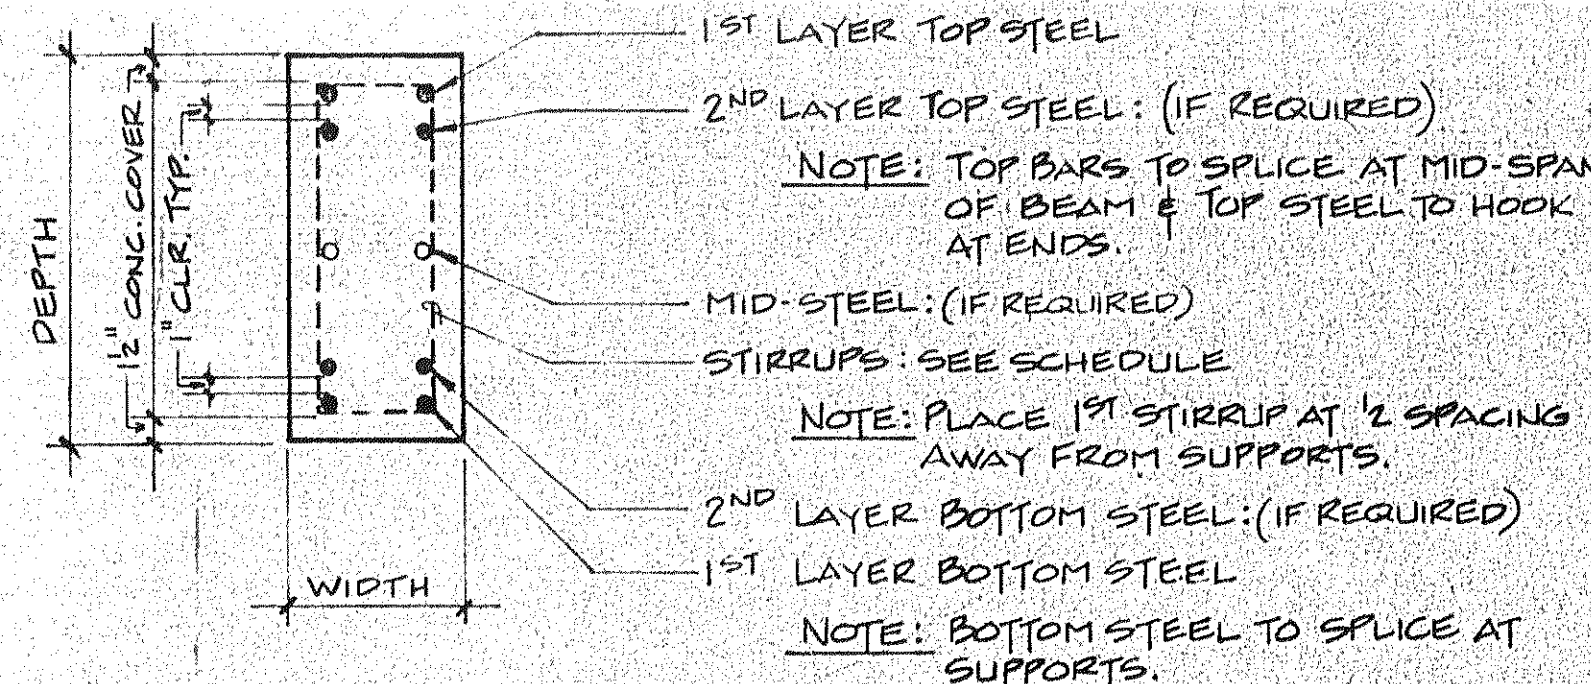 1ST LAYER TOP STEEL
2ND LAYER TOP STEEL: (IF REQUIRED)
NOTE: TOP BARS TO SPLICE AT MID-SPAN
OF BEAM & TOP STEEL TO HOOK
AT ENDS.
MID-STEEL: (IF REQUIRED)
STIRRUPS: SEE SCHEDULE
NOTE: PLACE 1ST STIRRUP AT 1/2 SPACING
AWAY FROM SUPPORTS.
2ND LAYER BOTTOM STEEL: (IF REQUIRED)
1ST LAYER BOTTOM STEEL
NOTE: BOTTOM STEEL TO SPLICE AT
SUPPORTS.
DEPTH
1 1/2" CONC. COVER
1" CLR. TYP.
WIDTH